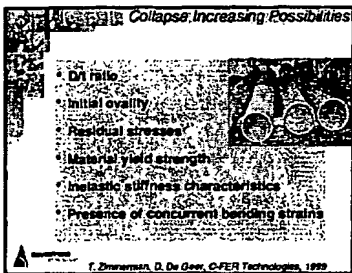 Collapse Increasing Possibilities
• D/t ratio
• Initial ovality
• Residual stresses
• Material yield strength
• Inelastic stiffness characteristics
• Presence of concurrent bending strains
T. Zimmerman, D. De Geer, C-FER Technologies, 1999